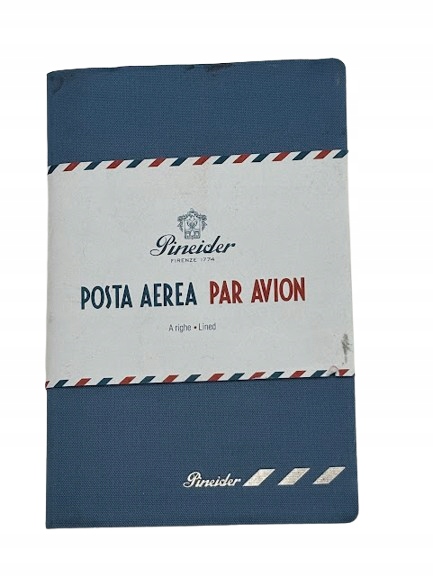 Pineider
FIRENZE 1774
POSTA AEREA PAR AVION
A righe • Lined
Pineider